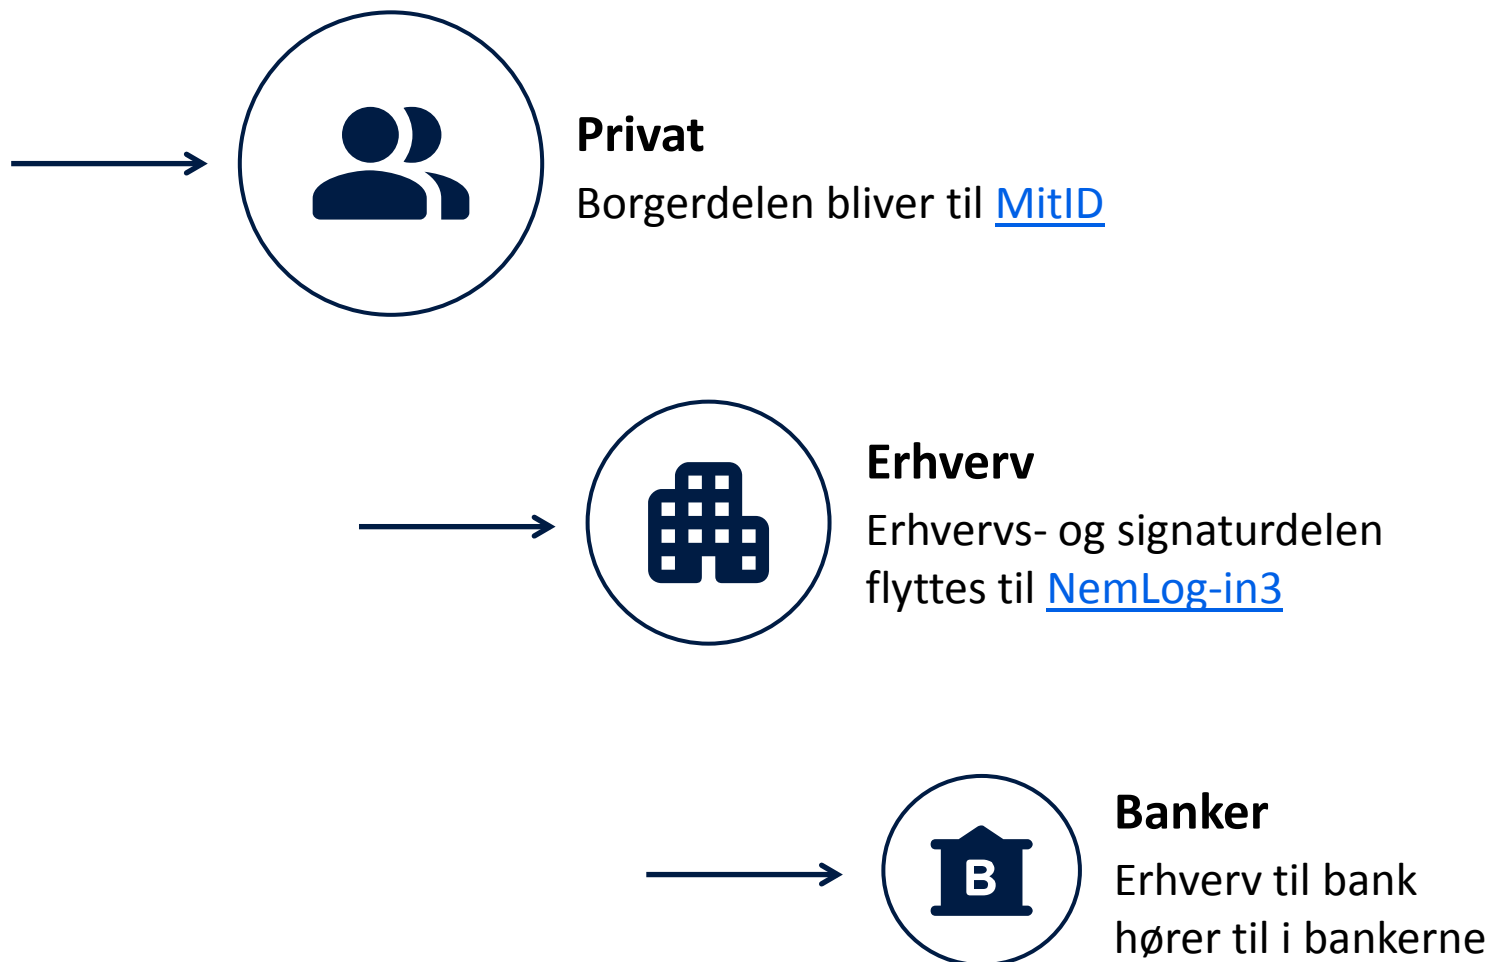 Privat
Borgerdelen bliver til MitID
Erhverv
Erhvervs- og signaturdelen
flyttes til NemLog-in3
B
Banker
Erhverv til bank
hører til i bankerne